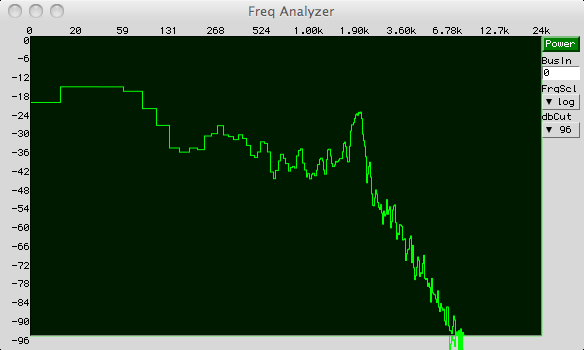 Freq Analyzer
0 20 59 131 268 524 1.00k 1.90k 3.60k 6.78k 12.7k 24k
0
-6
-12
-18
-24
-30
-36
-42
-48
-54
-60
-66
-72
-78
-84
-90
-96
Power
BusIn
0
FrqScl
▼ log
dbCut
▼ 96